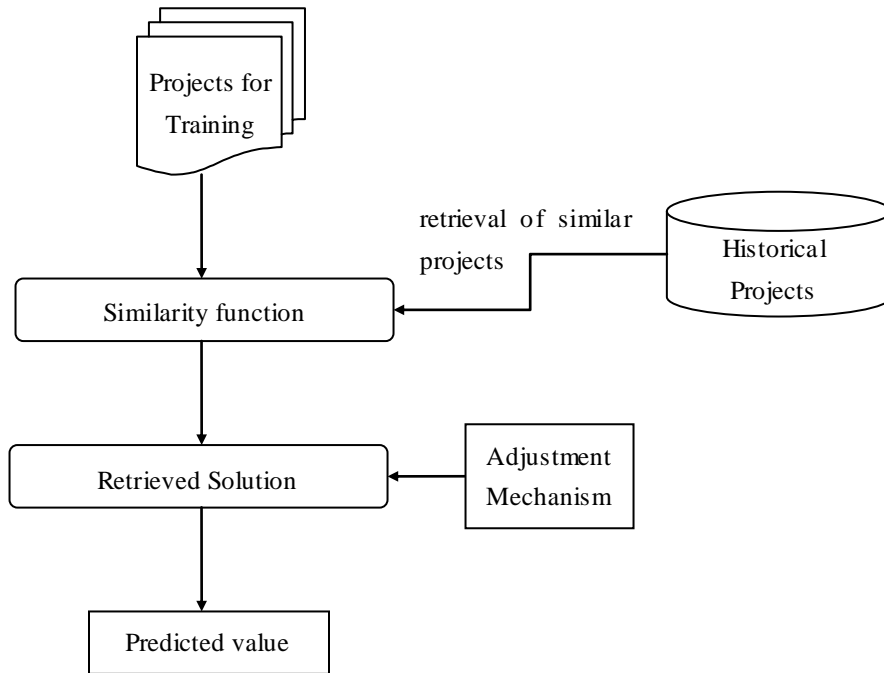 Projects for
Training
retrieval of similar
projects
Historical
Projects
Similarity function
Adjustment
Mechanism
Retrieved Solution
Predicted value